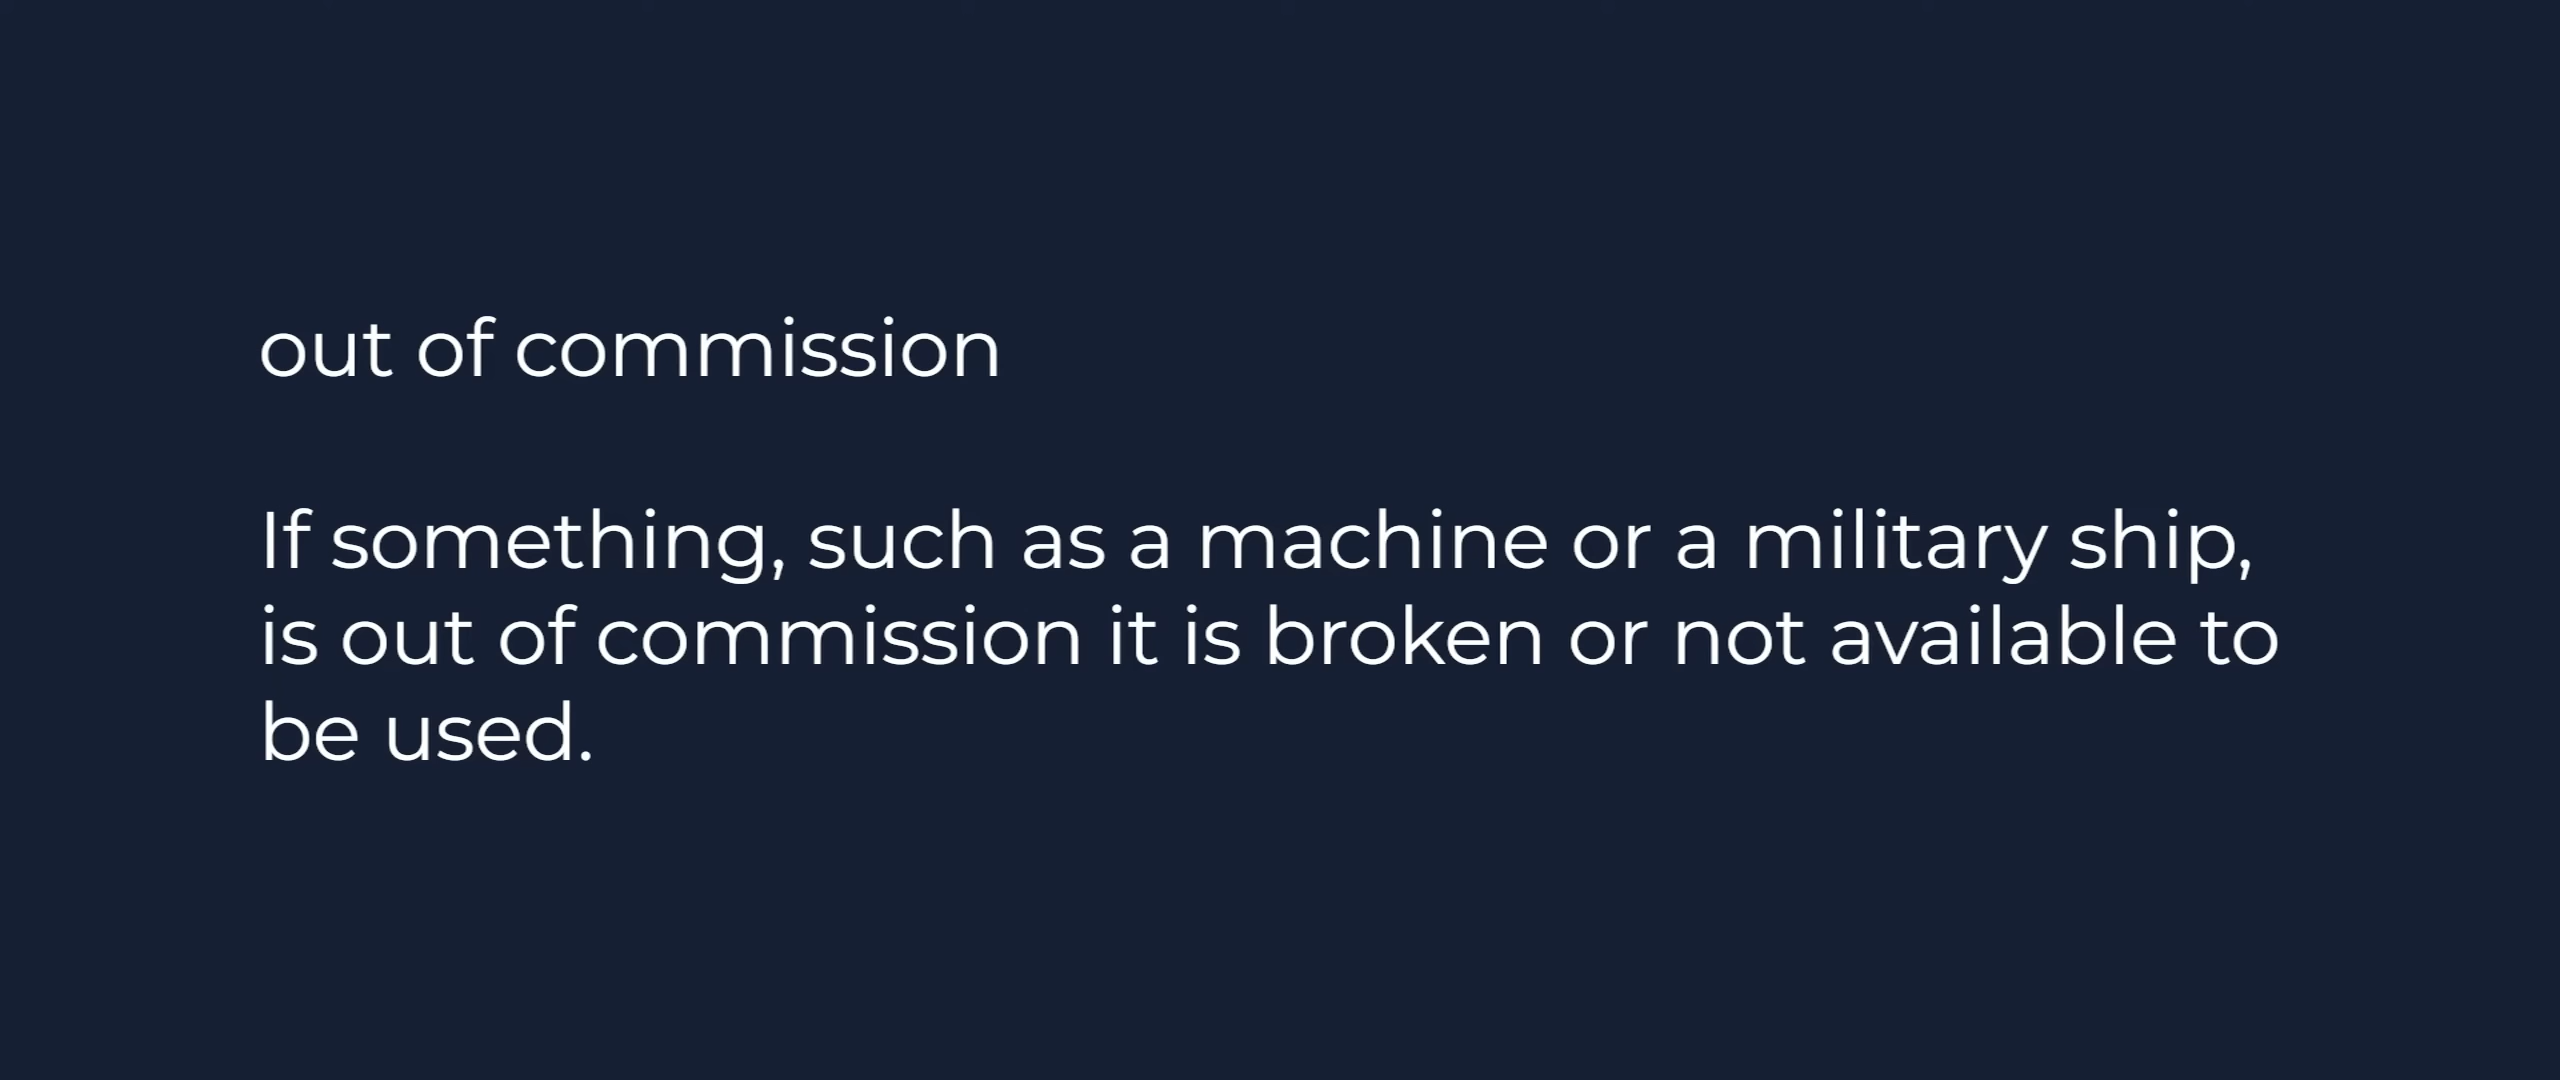 out of commission
If something, such as a machine or a military ship,
is out of commission it is broken or not available to
be used.